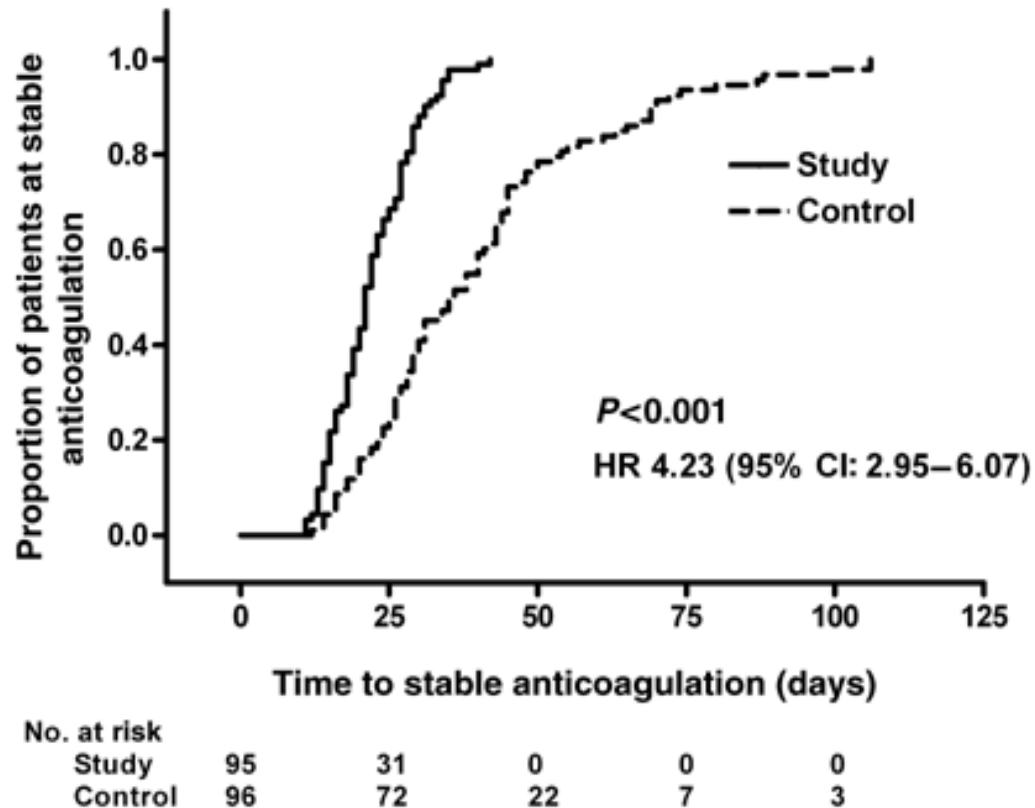 Proportion of patients at stable
anticoagulation
1.0
0.8
0.6
0.4
0.2
0.0
Study
Control
P<0.001
HR 4.23 (95% CI: 2.95–6.07)
0 25 50 75 100 125
Time to stable anticoagulation (days)
No. at risk
Study 95 31 0 0 0
Control 96 72 22 7 3